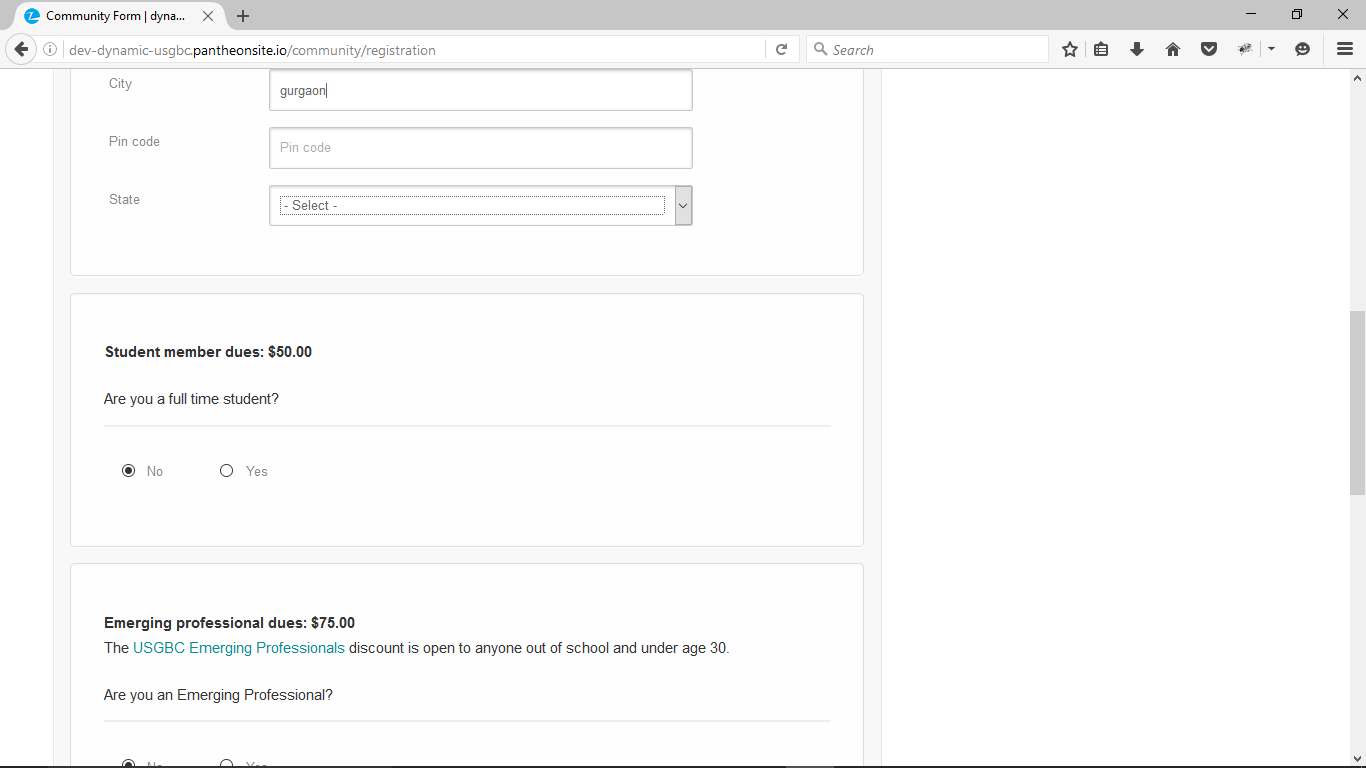 Community Form | dyna...
dev-dynamic-usgbc.pantheonsite.io/community/registration
Search
City
gurgaon
Pin code
Pin code
State
- Select -
Student member dues: $50.00
Are you a full time student?
No Yes
Emerging professional dues: $75.00
The USGBC Emerging Professionals discount is open to anyone out of school and under age 30.
Are you an Emerging Professional?
No Yes